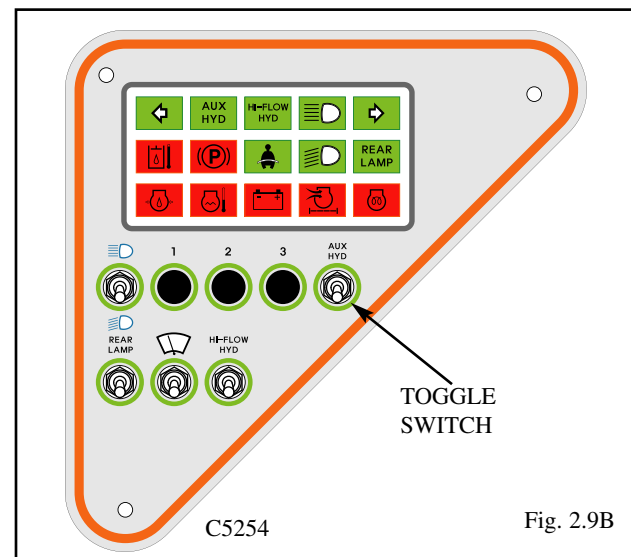 AUX HYD
HI-FLOW HYD
P
REAR LAMP
1 2 3
AUX HYD
REAR LAMP
HI-FLOW HYD
TOGGLE
SWITCH
C5254
Fig. 2.9B